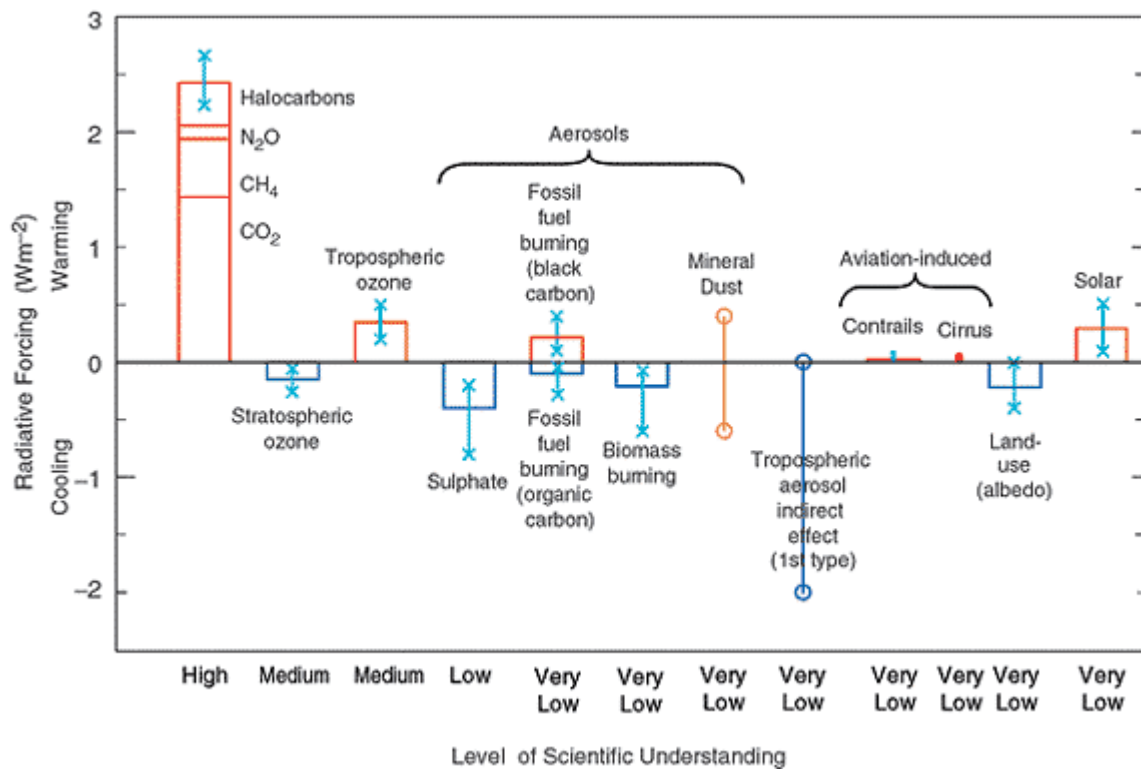 3
2
1
0
−1
−2
Radiative Forcing (Wm⁻²)
Cooling Warming
Halocarbons
N₂O
CH₄
CO₂
Stratospheric
ozone
Tropospheric
ozone
Aerosols
Sulphate
Fossil
fuel
burning
(black
carbon)
Fossil
fuel
burning
(organic
carbon)
Biomass
burning
Mineral
Dust
Tropospheric
aerosol
indirect
effect
(1st type)
Aviation-induced
Contrails
Cirrus
Land-
use
(albedo)
Solar
High
Medium
Medium
Low
Very
Low
Very
Low
Very
Low
Very
Low
Very
Low
Very
Low
Very
Low
Very
Low
Level of Scientific Understanding